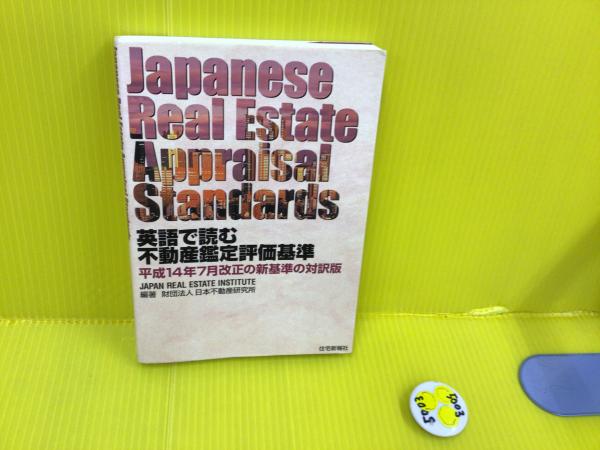 Japanese
Real Estate
Appraisal
Standards
英語で読む
不動産鑑定評価基準
平成14年7月改正の新基準の対訳版
JAPAN REAL ESTATE INSTITUTE
編著 財団法人 日本不動産研究所
住宅新報社
5003
5003